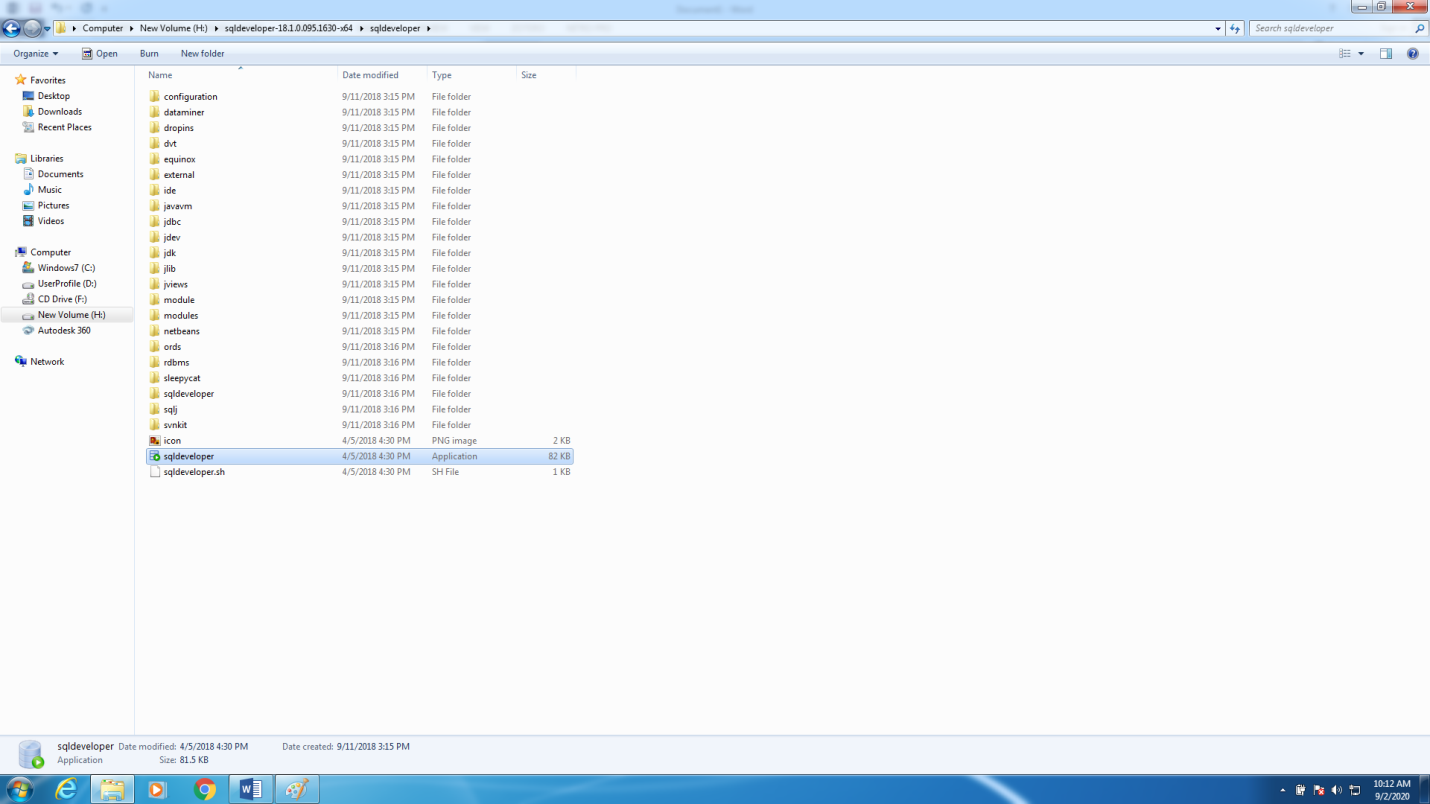 Computer New Volume (H:) sqldeveloper-18.1.0.095.1630-x64 sqldeveloper Search sqldeveloper
Organize Open Burn New folder
Name Date modified Type Size
Favorites
Desktop
Downloads
Recent Places
Libraries
Documents
Music
Pictures
Videos
Computer
Windows7 (C:)
UserProfile (D:)
CD Drive (F:)
New Volume (H:)
Autodesk 360
Network
configuration 9/11/2018 3:15 PM File folder
dataminer 9/11/2018 3:15 PM File folder
dropins 9/11/2018 3:15 PM File folder
dvt 9/11/2018 3:15 PM File folder
equinox 9/11/2018 3:15 PM File folder
external 9/11/2018 3:15 PM File folder
ide 9/11/2018 3:15 PM File folder
javavm 9/11/2018 3:15 PM File folder
jdbc 9/11/2018 3:15 PM File folder
jdev 9/11/2018 3:15 PM File folder
jdk 9/11/2018 3:15 PM File folder
jlib 9/11/2018 3:15 PM File folder
jviews 9/11/2018 3:15 PM File folder
module 9/11/2018 3:15 PM File folder
modules 9/11/2018 3:15 PM File folder
netbeans 9/11/2018 3:15 PM File folder
ords 9/11/2018 3:16 PM File folder
rdbms 9/11/2018 3:16 PM File folder
sleepycat 9/11/2018 3:16 PM File folder
sqldeveloper 9/11/2018 3:16 PM File folder
sqlj 9/11/2018 3:16 PM File folder
svnkit 9/11/2018 3:16 PM File folder
icon 4/5/2018 4:30 PM PNG image 2 KB
sqldeveloper 4/5/2018 4:30 PM Application 82 KB
sqldeveloper.sh 4/5/2018 4:30 PM SH File 1 KB
sqldeveloper Date modified: 4/5/2018 4:30 PM Date created: 9/11/2018 3:15 PM
Application Size: 81.5 KB
10:12 AM
9/2/2020